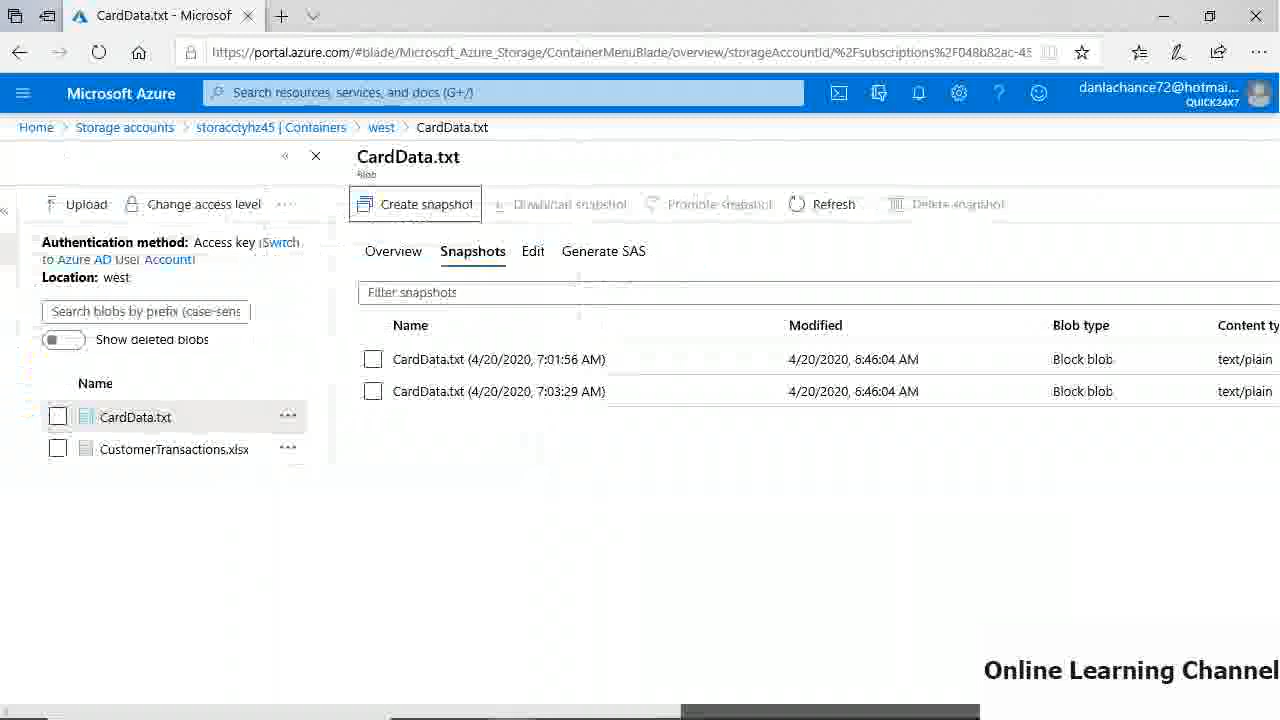 CardData.txt - Microsof
https://portal.azure.com/#blade/Microsoft_Azure_Storage/ContainerMenuBlade/overview/storageAccountId/%2Fsubscriptions%2F048b82ac-45
Microsoft Azure
Search resources, services, and docs (G+/)
danlachance72@hotmai...
QUICK24X7
Home > Storage accounts > storacctyhz45 | Containers > west > CardData.txt
CardData.txt
Blob
Upload
Change access level
Create snapshot
Download snapshot
Promote snapshot
Refresh
Delete snapshot
Authentication method: Access key (Switch
to Azure AD User Account)
Location: west
Search blobs by prefix (case-sens
Show deleted blobs
Name
CardData.txt
CustomerTransactions.xlsx
Overview
Snapshots
Edit
Generate SAS
Filter snapshots
Name Modified Blob type Content ty
CardData.txt (4/20/2020, 7:01:56 AM) 4/20/2020, 6:46:04 AM Block blob text/plain
CardData.txt (4/20/2020, 7:03:29 AM) 4/20/2020, 6:46:04 AM Block blob text/plain
Online Learning Channel